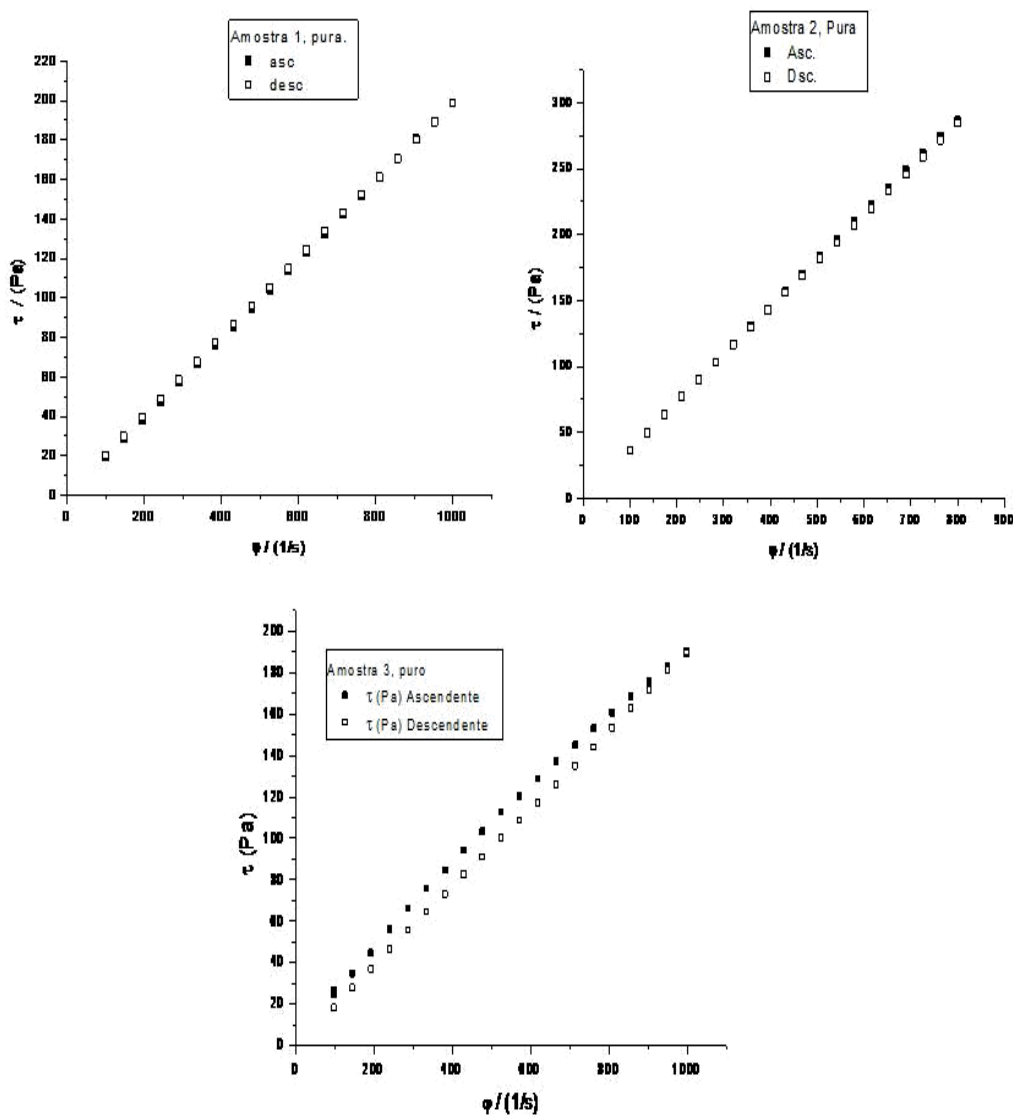 Amostra 1, pura.
asc
desc
220
200
180
160
140
120
100
80
60
40
20
0
τ / (Pa)
0 200 400 600 800 1000
φ / (1/s)
Amostra 2, Pura
Asc.
Dsc.
300
250
200
150
100
50
0
τ / (Pa)
0 100 200 300 400 500 600 700 800 900
φ / (1/s)
Amostra 3, puro
τ (Pa) Ascendente
τ (Pa) Descendente
200
180
160
140
120
100
80
60
40
20
0
τ (Pa)
0 200 400 600 800 1000
φ / (1/s)